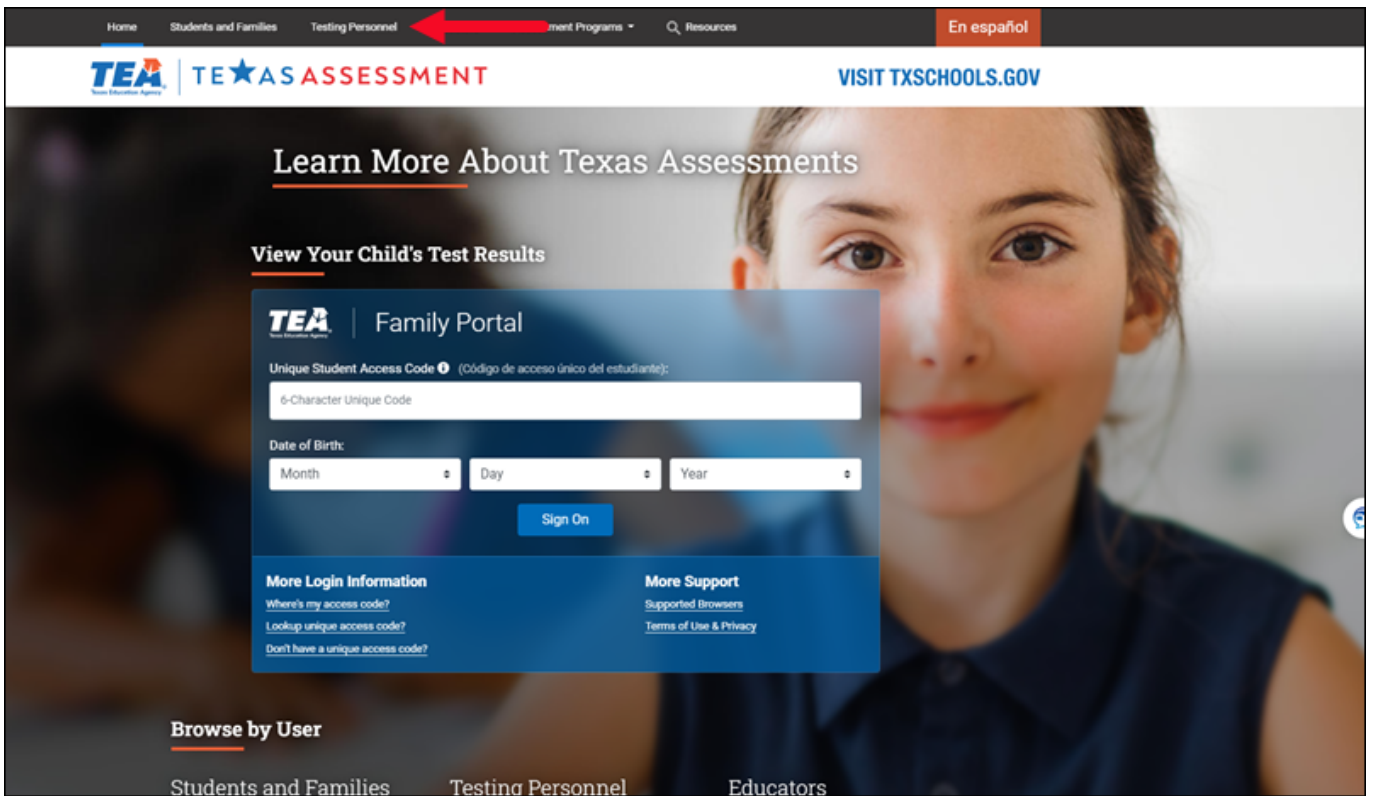 Home Students and Families Testing Personnel ment Programs Resources En español
TEA TEXAS ASSESSMENT VISIT TXSCHOOLS.GOV
Texas Education Agency
Learn More About Texas Assessments
View Your Child's Test Results
TEA Family Portal
Texas Education Agency
Unique Student Access Code (Código de acceso único del estudiante):
6-Character Unique Code
Date of Birth:
Month Day Year
Sign On
More Login Information More Support
Where's my access code? Supported Browsers
Lookup unique access code? Terms of Use & Privacy
Don't have a unique access code?
Browse by User
Students and Families Testing Personnel Educators